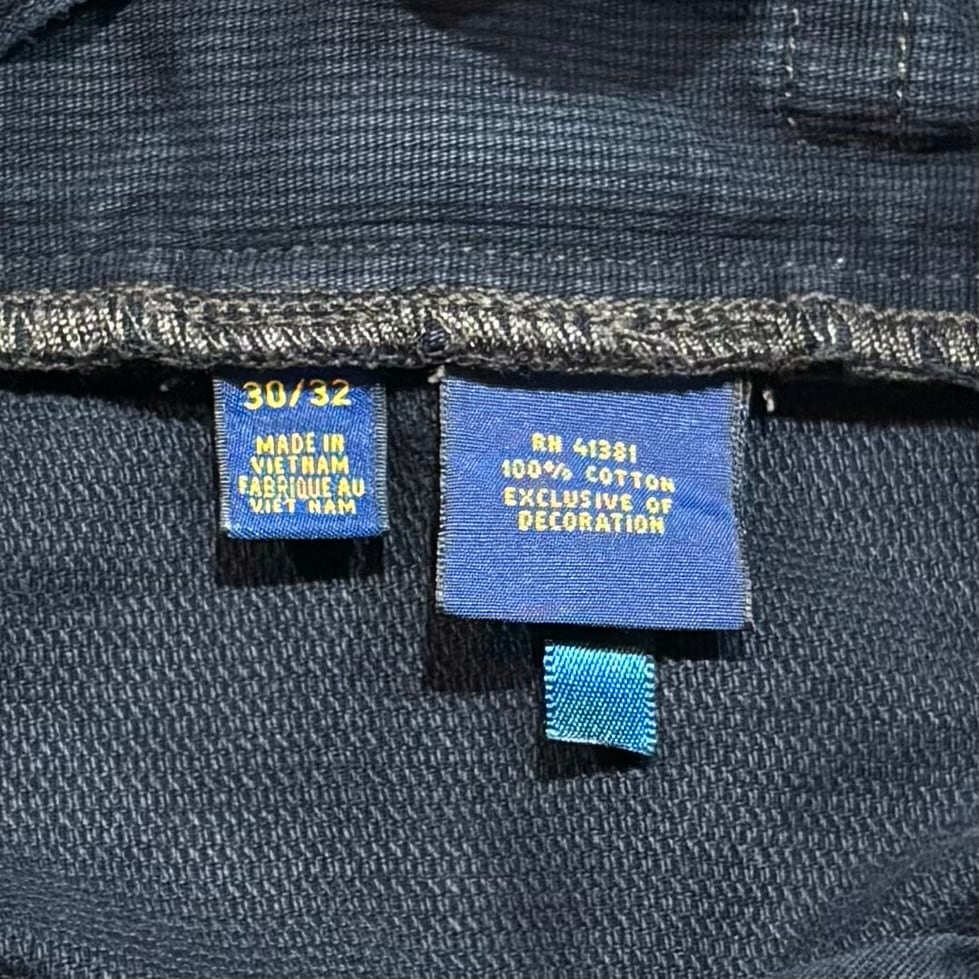 30/32
MADE IN
VIETNAM
FABRIQUE AU
VIET NAM
RN 41381
100% COTTON
EXCLUSIVE OF
DECORATION